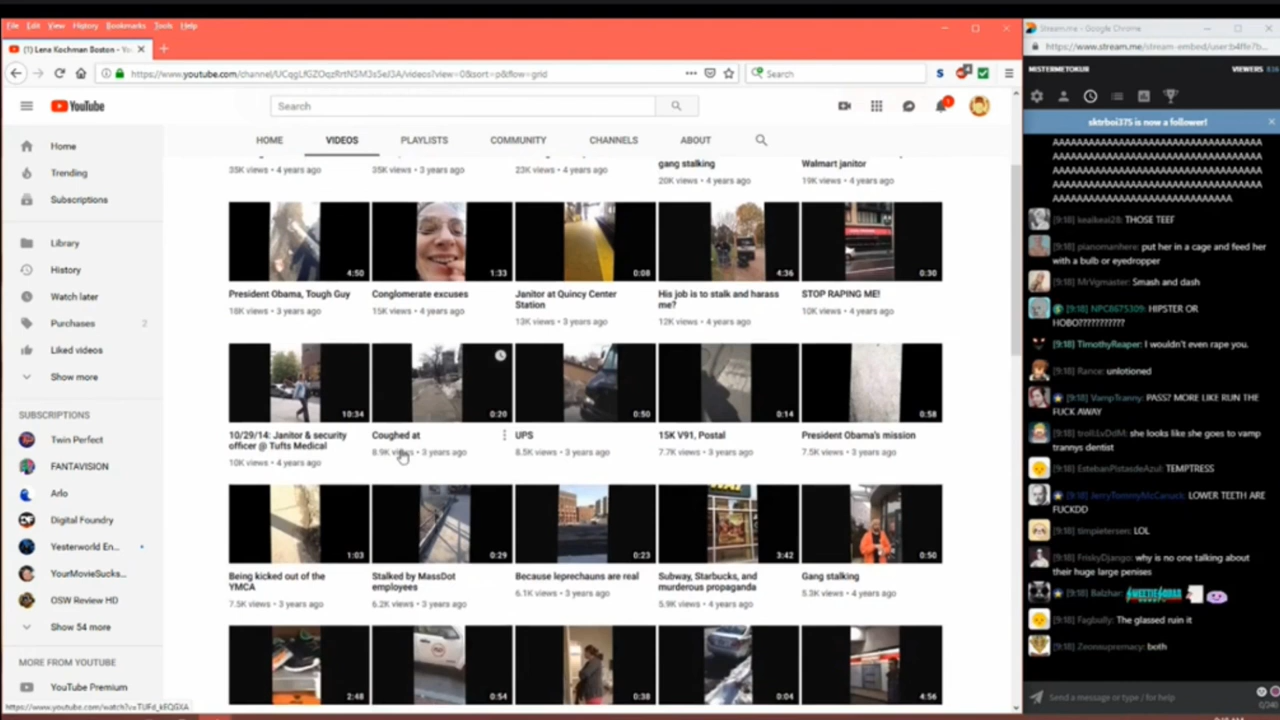 File Edit View History Bookmarks Tools Help
(1) Lena Kochman Boston - Yo
Streamme - Google Chrome
https://www.stream.me/stream-embed/user:b4ffe7b...
Search
MISTERMETOKUR
VIEWERS
YouTube
Search
HOME VIDEOS PLAYLISTS COMMUNITY CHANNELS ABOUT
sktrboi375 is now a follower!
Home
Trending
Subscriptions
Library
History
Watch later
Purchases 2
Liked videos
Show more
SUBSCRIPTIONS
Twin Perfect
FANTAVISION
Arlo
Digital Foundry
Yesterworld En...
YourMovieSucks...
OSW Review HD
Show 54 more
MORE FROM YOUTUBE
YouTube Premium
gang stalking
Walmart janitor
35K views • 4 years ago
35K views • 3 years ago
23K views • 4 years ago
20K views • 4 years ago
19K views • 4 years ago
4:50
1:33
0:08
4:36
0:30
President Obama, Tough Guy
18K views • 3 years ago
Conglomerate excuses
15K views • 4 years ago
Janitor at Quincy Center
Station
13K views • 3 years ago
His job is to stalk and harass
me?
12K views • 4 years ago
STOP RAPING ME!
10K views • 3 years ago
10:34
0:20
0:50
0:14
0:58
10/29/14: Janitor & security
officer @ Tufts Medical
10K views • 4 years ago
Coughed at
8.9K views • 3 years ago
UPS
8.5K views • 3 years ago
15K V91, Postal
7.7K views • 3 years ago
President Obama's mission
7.5K views • 3 years ago
1:03
0:29
0:23
3:42
0:50
Being kicked out of the
YMCA
7.5K views • 3 years ago
Stalked by MassDot
employees
6.2K views • 3 years ago
Because leprechauns are real
6.1K views • 3 years ago
Subway, Starbucks, and
murderous propaganda
5.9K views • 4 years ago
Gang stalking
5.3K views • 4 years ago
2:48
0:54
0:38
0:04
4:56
[9:18] kealkeai28: THOSE TEEF
[9:18] pianomanhere: put her in a cage and feed her
with a bulb or eyedropper
[9:18] MrVgmaster: Smash and dash
[9:18] NPC8675309: HIPSTER OR
HOBO???????????
[9:18] TimothyReaper: I wouldn't even rape you.
[9:18] Rance: unlotioned
[9:18] VampTranny: PASS? MORE LIKE RUN THE
FUCK AWAY
[9:18] trollLvDdM: she looks like she goes to vamp
trannys dentist
[9:18] EstebanPistasdeAzul: TEMPTRESS
[9:18] JerryTommyMcCanuck: LOWER TEETH ARE
FUCKDD
[9:18] timpietersen: LOL
[9:18] FriskyDjango: why is no one talking about
their huge large penises
[9:18] Balzhar:
[9:18] Fagbully: The glassed ruin it
[9:18] Zeonsupremacy: both
Send a message or type / for help
0/240